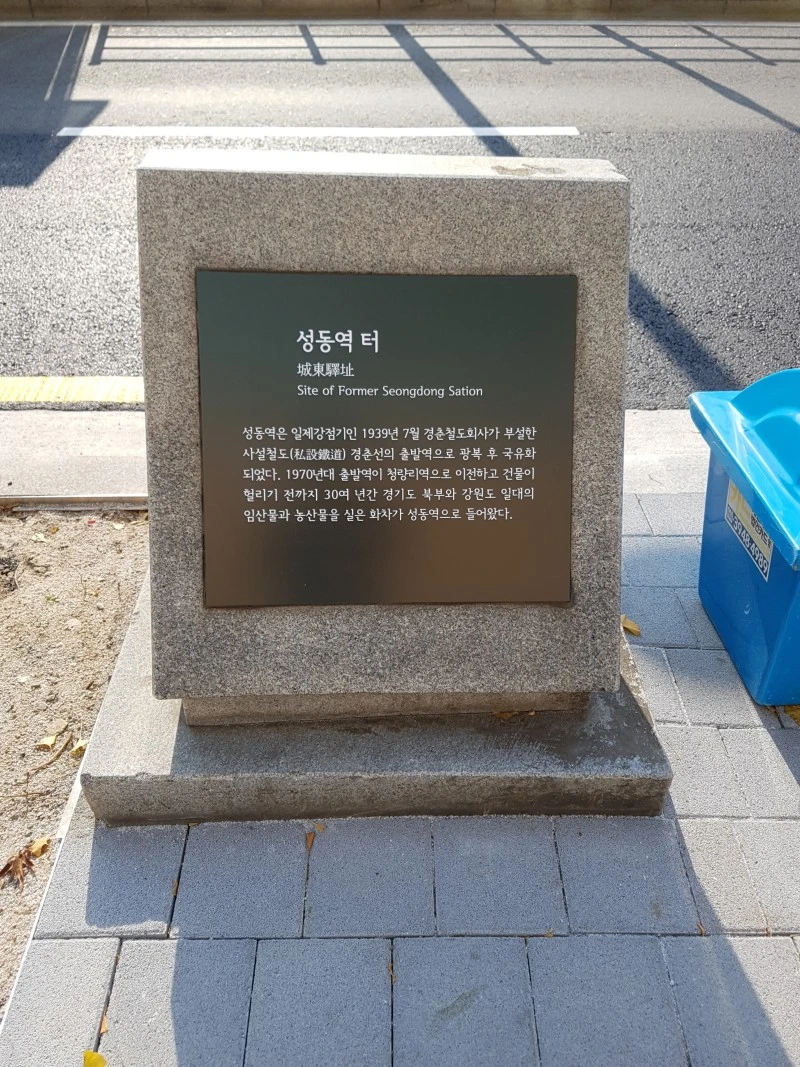 성동역 터
城東驛址
Site of Former Seongdong Sation
성동역은 일제강점기인 1939년 7월 경춘철도회사가 부설한
사설철도(私設鐵道) 경춘선의 출발역으로 광복 후 국유화
되었다. 1970년대 출발역이 청량리역으로 이전하고 건물이
헐리기 전까지 30여 년간 경기도 북부와 강원도 일대의
임산물과 농산물을 실은 화차가 성동역으로 들어왔다.